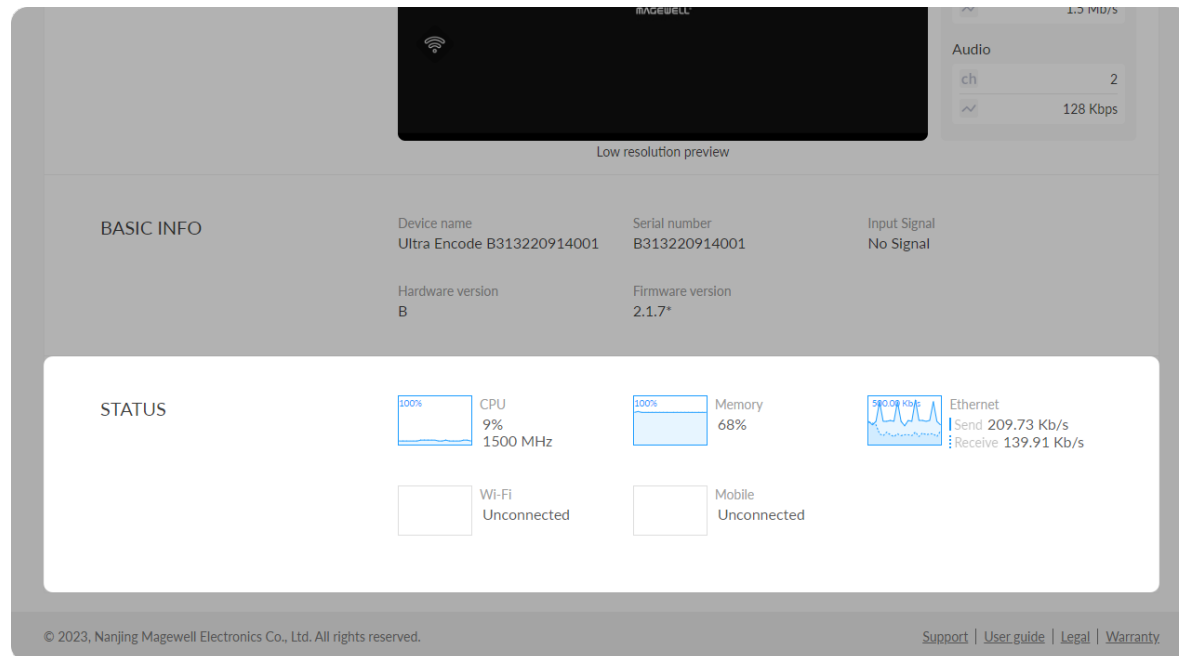 MAGEWELL®
1.5 Mb/s
Audio
ch 2
128 Kbps
Low resolution preview
BASIC INFO
Device name
Ultra Encode B313220914001
Serial number
B313220914001
Input Signal
No Signal
Hardware version
B
Firmware version
2.1.7*
STATUS
100%
CPU
9%
1500 MHz
100%
Memory
68%
500.00 Kb/s
Ethernet
Send 209.73 Kb/s
Receive 139.91 Kb/s
Wi-Fi
Unconnected
Mobile
Unconnected
© 2023, Nanjing Magewell Electronics Co., Ltd. All rights reserved.
Support | User guide | Legal | Warranty